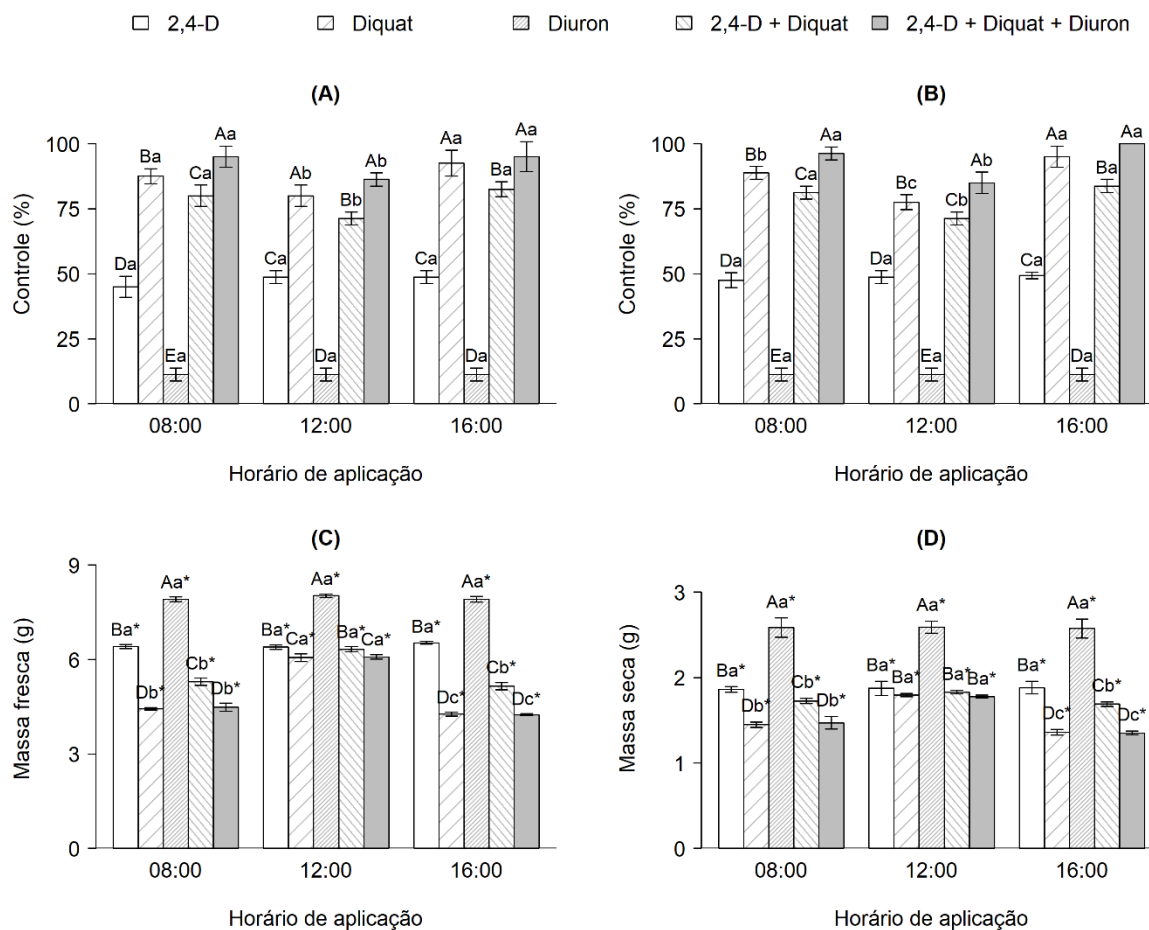 2,4-D Diquat Diuron 2,4-D + Diquat 2,4-D + Diquat + Diuron
(A)
Controle (%)
100
75
50
25
0
Da Ba Ea Ca Aa
Ca Ab Da Bb Ab
Ca Aa Da Ba Aa
08:00 12:00 16:00
Horário de aplicação
(B)
Controle (%)
100
75
50
25
0
Da Bb Ea Ca Aa
Da Bc Ea Cb Ab
Ca Aa Da Ba Aa
08:00 12:00 16:00
Horário de aplicação
(C)
Massa fresca (g)
9
6
3
0
Ba* Db* Aa* Cb* Db*
Ba* Ca* Aa* Ba* Ca*
Ba* Dc* Aa* Cb* Dc*
08:00 12:00 16:00
Horário de aplicação
(D)
Massa seca (g)
3
2
1
0
Ba* Db* Aa* Cb* Db*
Ba* Ba* Aa* Ba* Ba*
Ba* Dc* Aa* Cb* Dc*
08:00 12:00 16:00
Horário de aplicação